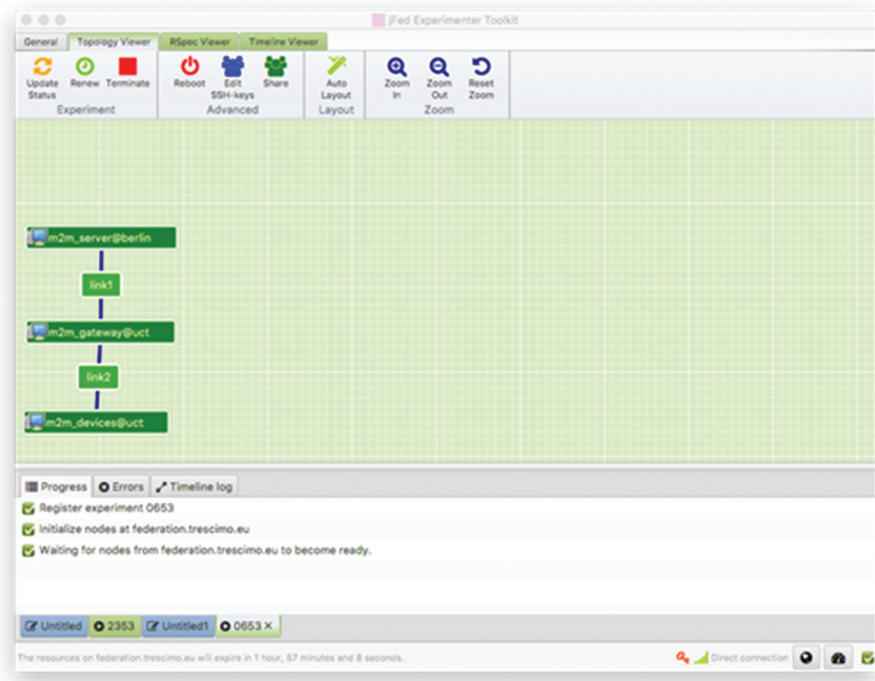 jFed Experimenter Toolkit
General Topology Viewer RSpec Viewer Timeline Viewer
Update Status Renew Terminate Reboot Edit SSH-keys Share Auto Layout Zoom In Zoom Out Reset Zoom
Experiment Advanced Layout Zoom
m2m_server@berlin
link1
m2m_gateway@uct
link2
m2m_devices@uct
Progress Errors Timeline log
Register experiment 0653
Initialize nodes at federation.trescimo.eu
Waiting for nodes from federation.trescimo.eu to become ready.
Untitled 2353 Untitled1 0653 ×
The resources on federation.trescimo.eu will expire in 1 hour, 57 minutes and 8 seconds. Direct connection